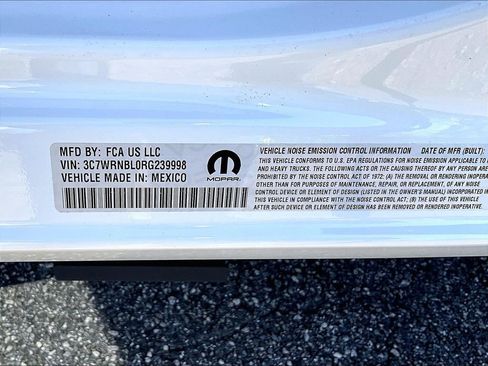 MFD BY: FCA US LLC
VIN: 3C7WRNBL0RG239998
VEHICLE MADE IN: MEXICO
MOPAR
VEHICLE NOISE EMISSION CONTROL INFORMATION DATE OF MFR (BUILT):
THIS VEHICLE CONFORMS TO U.S. EPA REGULATIONS FOR NOISE EMISSION APPLICABLE TO
AND HEAVY TRUCKS. THE FOLLOWING ACTS OR THE CAUSING THEREOF BY ANY PERSON ARE
PROHIBITED BY THE NOISE CONTROL ACT OF 1972: (A) THE REMOVAL OR RENDERING
OTHER THAN FOR PURPOSES OF MAINTENANCE, REPAIR, OR REPLACEMENT, OF ANY NOISE
CONTROL DEVICE OR ELEMENT OF DESIGN (LISTED IN THE OWNER'S MANUAL) INCORPORATED
THIS VEHICLE IN COMPLIANCE WITH THE NOISE CONTROL ACT; (B) THE USE OF THIS VEHICLE
AFTER SUCH DEVICE OR ELEMENT OF DESIGN HAS BEEN REMOVED OR RENDERED INOPERATIVE.